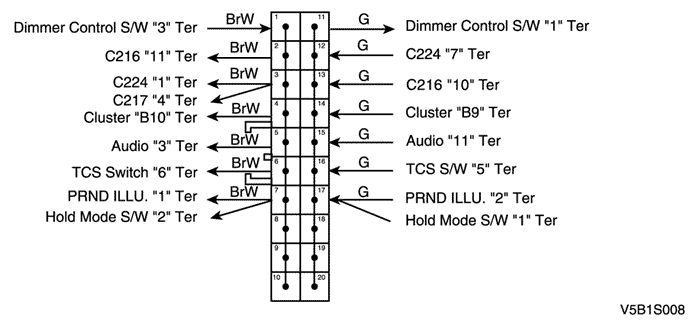 Dimmer Control S/W "3" Ter BrW 1 11 G Dimmer Control S/W "1" Ter
C216 "11" Ter BrW 2 12 G C224 "7" Ter
C224 "1" Ter BrW 3 13 G C216 "10" Ter
C217 "4" Ter
Cluster "B10" Ter BrW 4 14 G Cluster "B9" Ter
Audio "3" Ter BrW 5 15 G Audio "11" Ter
TCS Switch "6" Ter BrW 6 16 G TCS S/W "5" Ter
PRND ILLU. "1" Ter BrW 7 17 G PRND ILLU. "2" Ter
Hold Mode S/W "2" Ter 8 18 Hold Mode S/W "1" Ter
9 19
10 20
V5B1S008